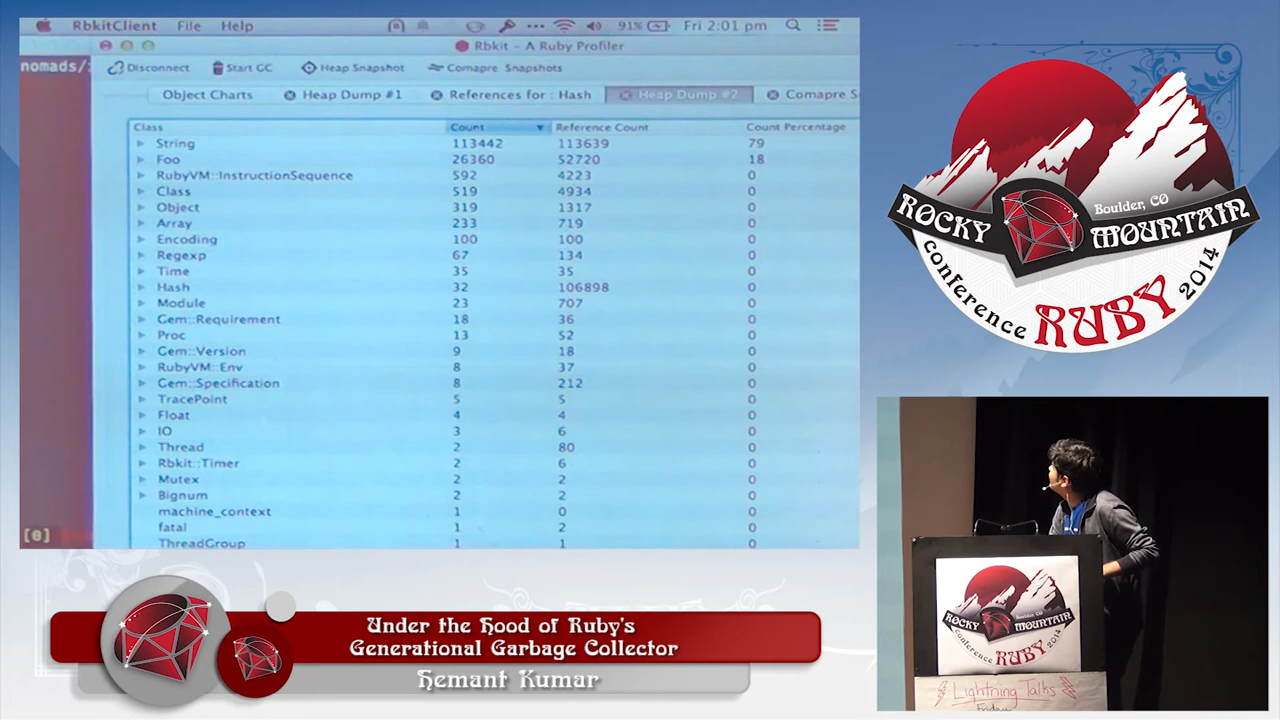 RbkitClient File Help 91% Fri 2:01 pm
Rbkit – A Ruby Profiler
nomads/
Disconnect Start GC Heap Snapshot Comapre Snapshots
Object Charts Heap Dump #1 References for : Hash Heap Dump #2 Comapre S
Class Count Reference Count Count Percentage
String 113442 113639 79
Foo 26360 52720 18
RubyVM::InstructionSequence 592 4223 0
Class 519 4934 0
Object 319 1317 0
Array 233 719 0
Encoding 100 100 0
Regexp 67 134 0
Time 35 35 0
Hash 32 106898 0
Module 23 707 0
Gem::Requirement 18 36 0
Proc 13 52 0
Gem::Version 9 18 0
RubyVM::Env 8 37 0
Gem::Specification 8 212 0
TracePoint 5 5 0
Float 4 4 0
IO 3 6 0
Thread 2 80 0
Rbkit::Timer 2 6 0
Mutex 2 2 0
Bignum 2 2 0
machine_context 1 0 0
fatal 1 2 0
ThreadGroup 1 1 0
[0]
Boulder, CO
ROCKY MOUNTAIN
conference RUBY 2014
Boulder, CO
ROCKY MOUNTAIN
conference RUBY 2014
Lightning Talks
Friday
Under the Hood of Ruby's
Generational Garbage Collector
Hemant Kumar